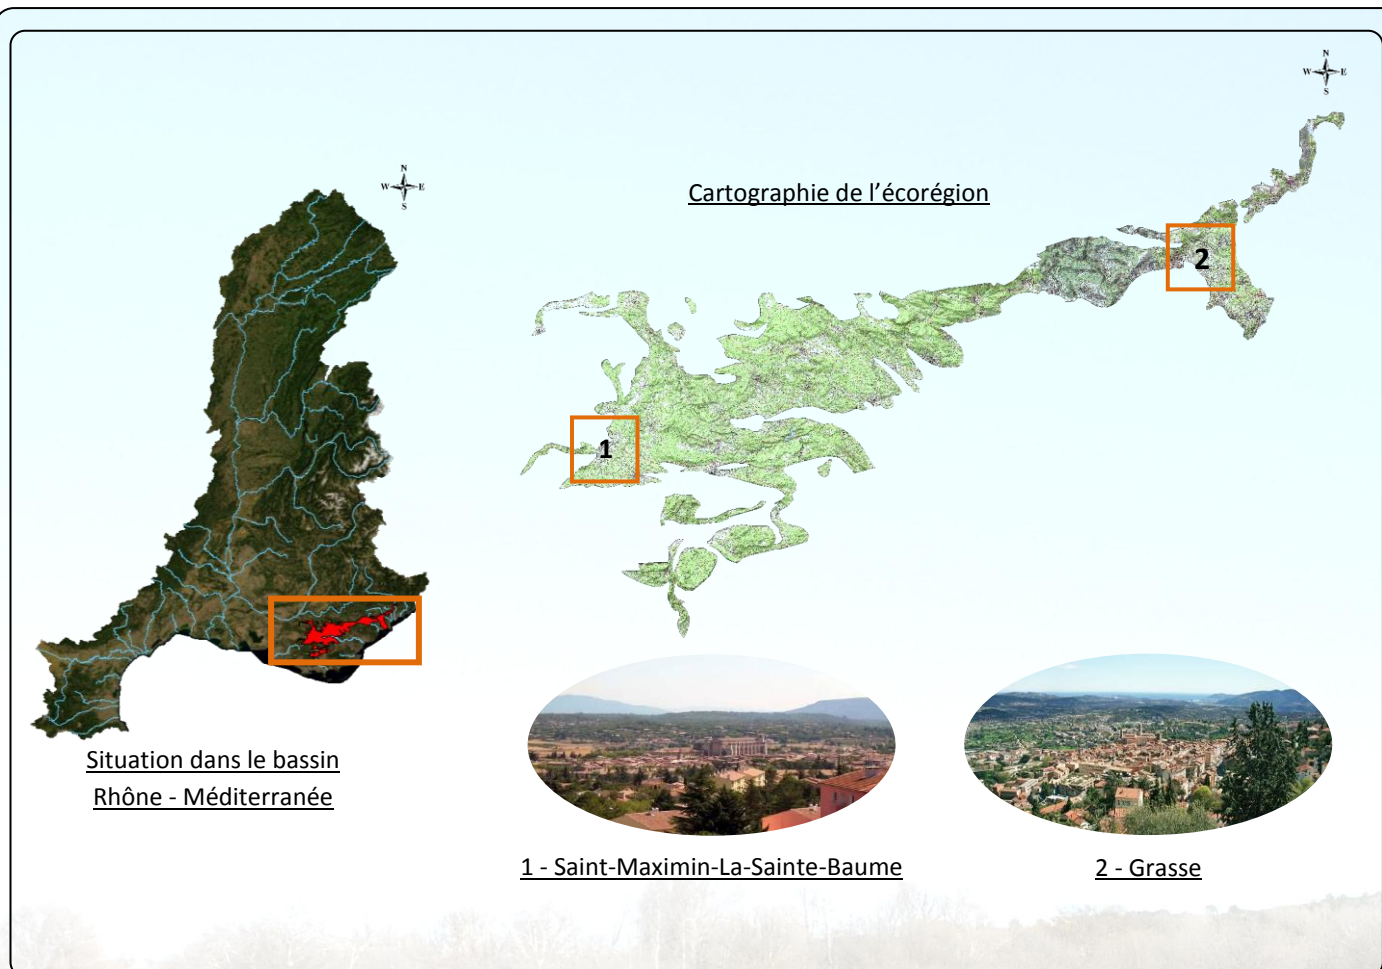 N
W E
S
Cartographie de l'écorégion
N
W E
S
2
1
Situation dans le bassin
Rhône - Méditerranée
1 - Saint-Maximin-La-Sainte-Baume
2 - Grasse